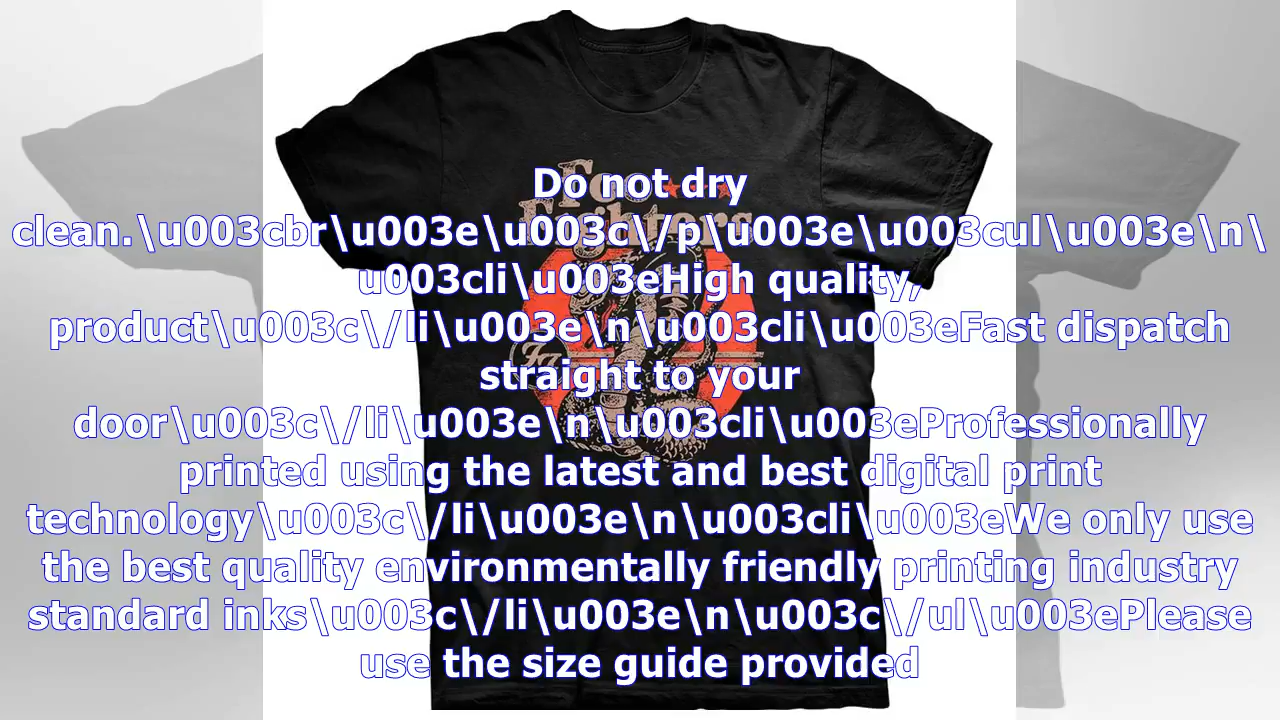 Foo
Fighters
FF
Do not dry
clean.\u003cbr\u003e\u003c\/p\u003e\u003cul\u003e\n\
u003cli\u003eHigh quality,
product\u003c\/li\u003e\n\u003cli\u003eFast dispatch
straight to your
door\u003c\/li\u003e\n\u003cli\u003eProfessionally
printed using the latest and best digital print
technology\u003c\/li\u003e\n\u003cli\u003eWe only use
the best quality environmentally friendly printing industry
standard inks\u003c\/li\u003e\n\u003c\/ul\u003ePlease
use the size guide provided